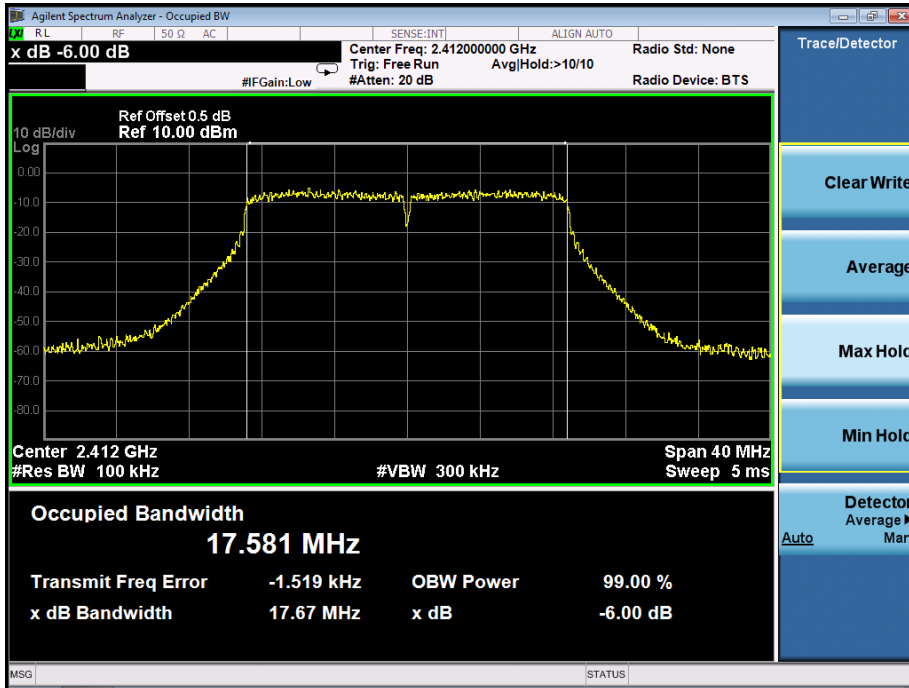 Agilent Spectrum Analyzer - Occupied BW
LXI RL RF 50 Ω AC SENSE:INT ALIGN AUTO
x dB -6.00 dB
Center Freq: 2.412000000 GHz Radio Std: None
Trig: Free Run Avg|Hold:>10/10
#IFGain:Low #Atten: 20 dB Radio Device: BTS
Ref Offset 0.5 dB
10 dB/div Ref 10.00 dBm
Log
0.00
-10.0
-20.0
-30.0
-40.0
-50.0
-60.0
-70.0
-80.0
Center 2.412 GHz Span 40 MHz
#Res BW 100 kHz #VBW 300 kHz Sweep 5 ms
Occupied Bandwidth
17.581 MHz
Transmit Freq Error -1.519 kHz OBW Power 99.00 %
x dB Bandwidth 17.67 MHz x dB -6.00 dB
MSG STATUS
Trace/Detector
Clear Write
Average
Max Hold
Min Hold
Detector
Average
Auto Man